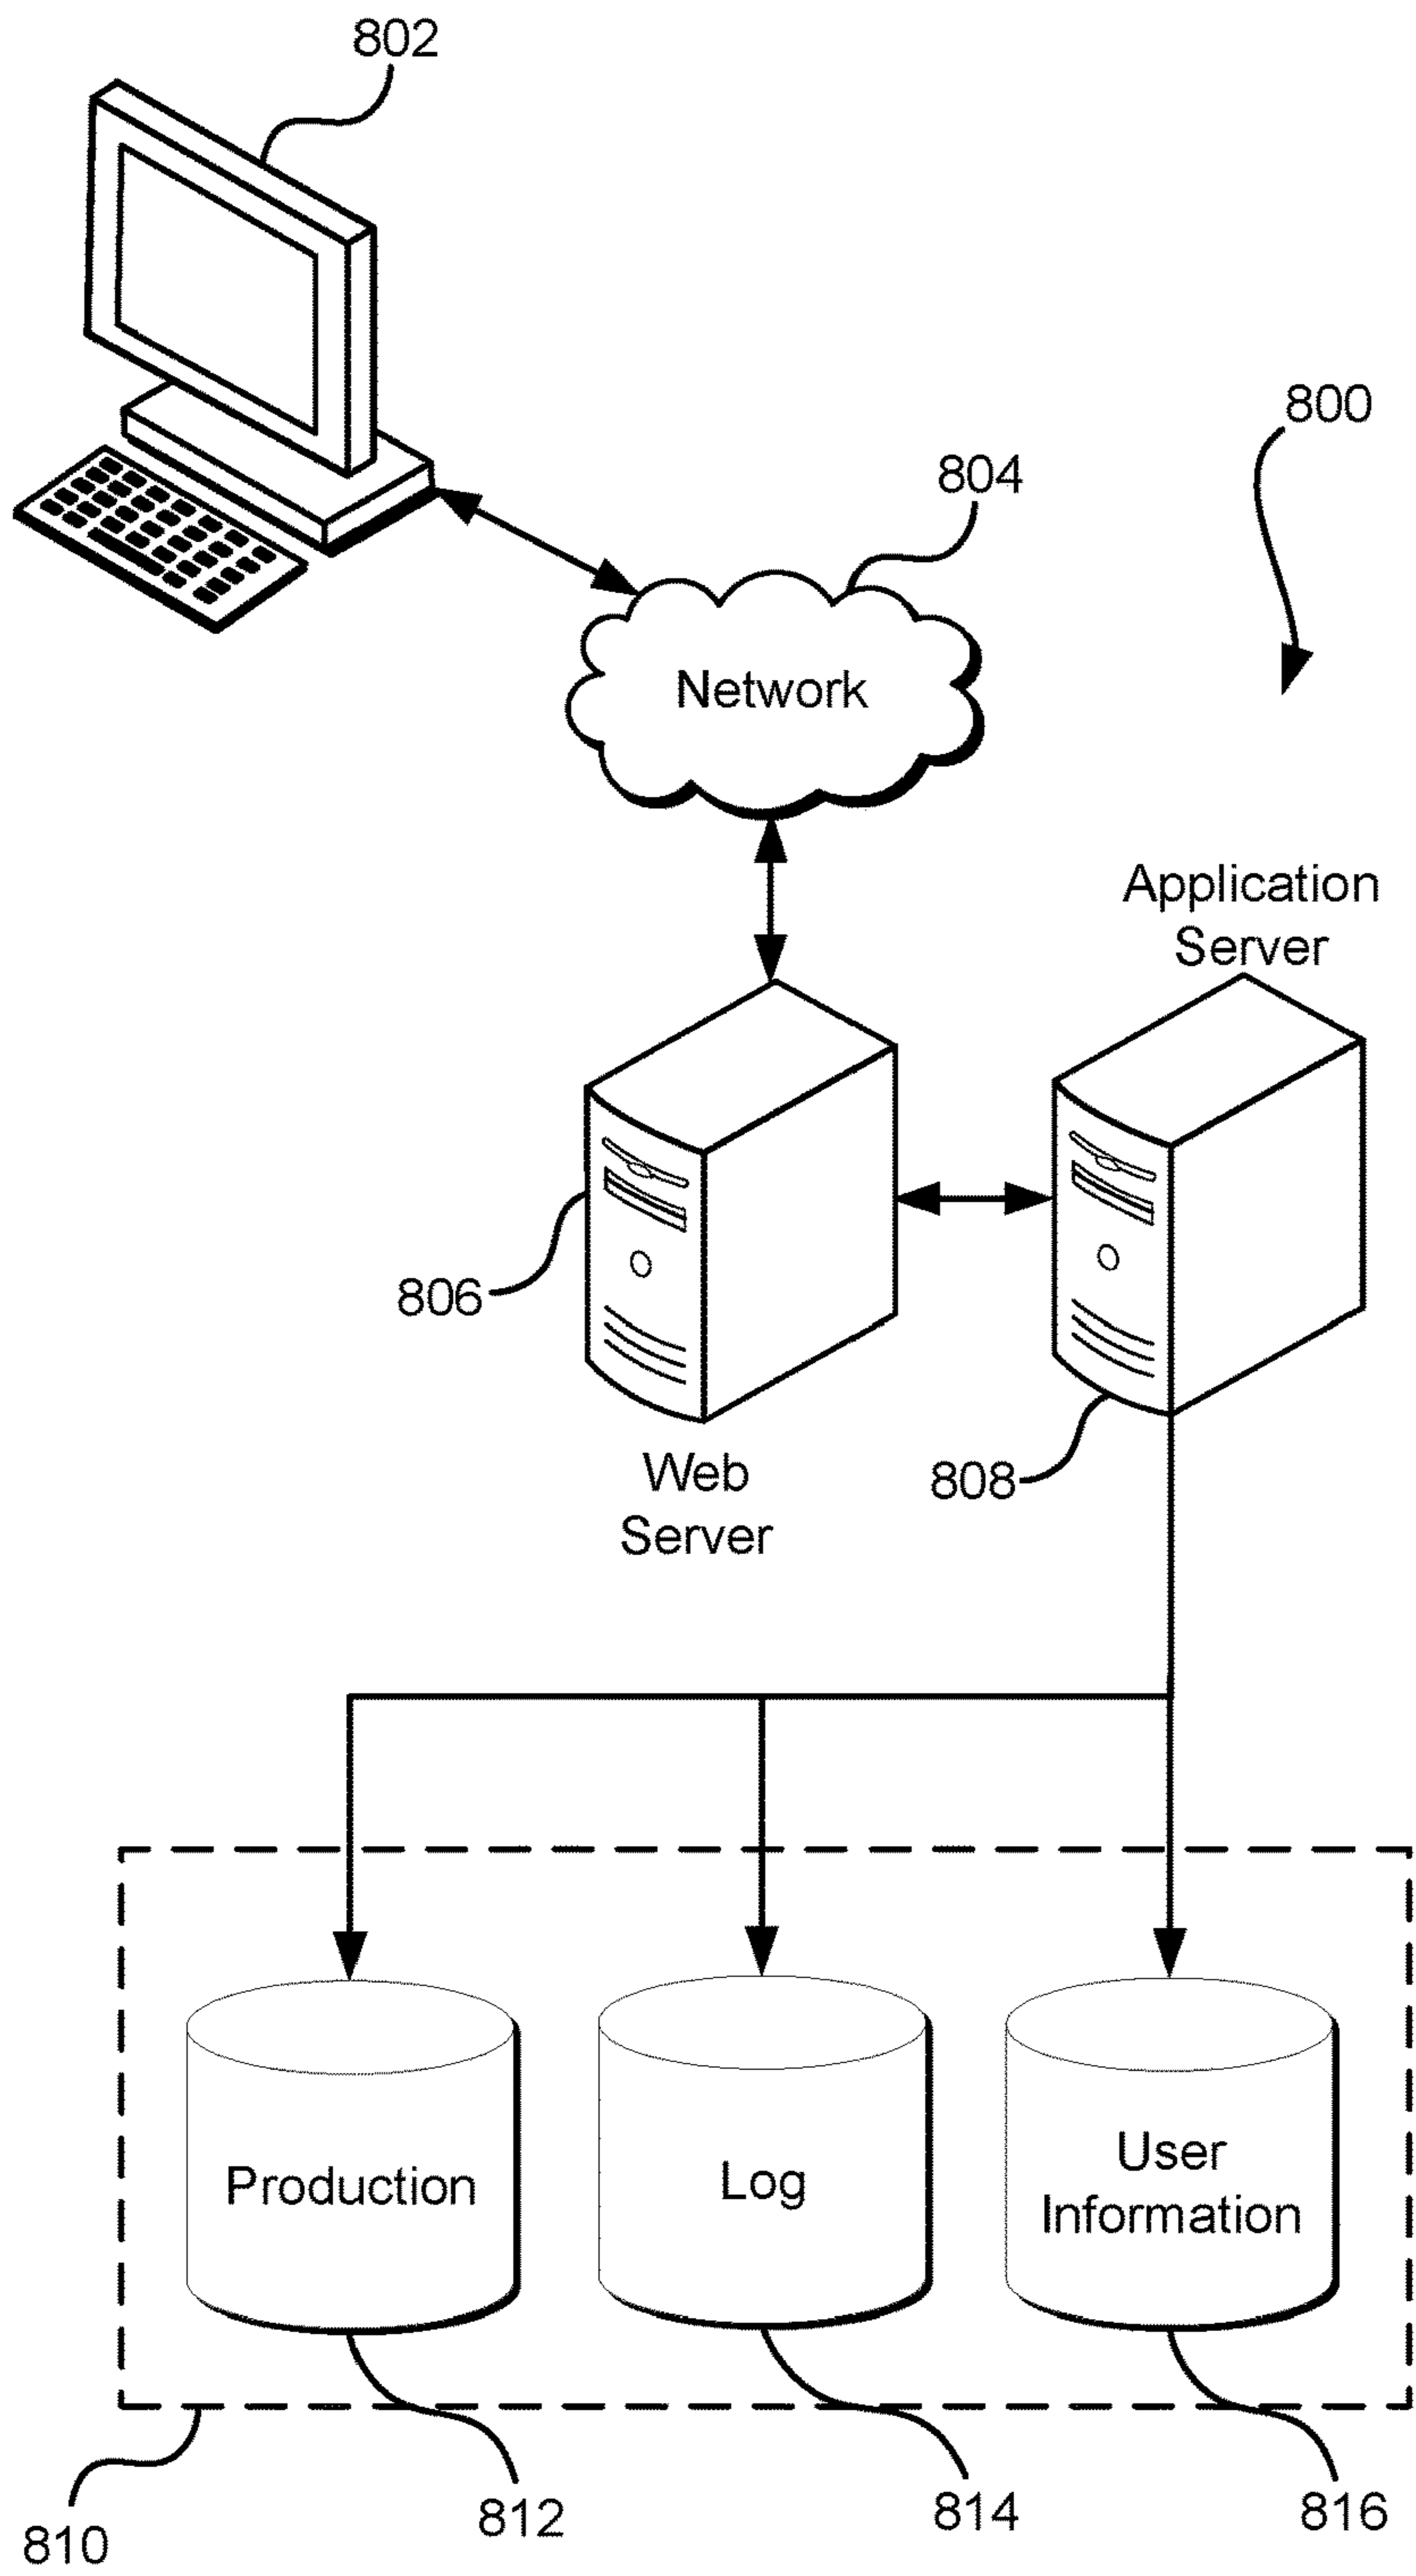 802
800
804
Network
Application
Server
806
808
Web
Server
Production
Log
User
Information
810
812
814
816